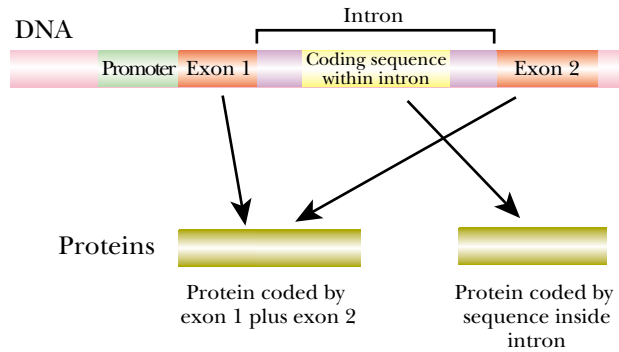 Intron
DNA
Promoter Exon 1 Coding sequence within intron Exon 2
Proteins
Protein coded by
exon 1 plus exon 2
Protein coded by
sequence inside
intron